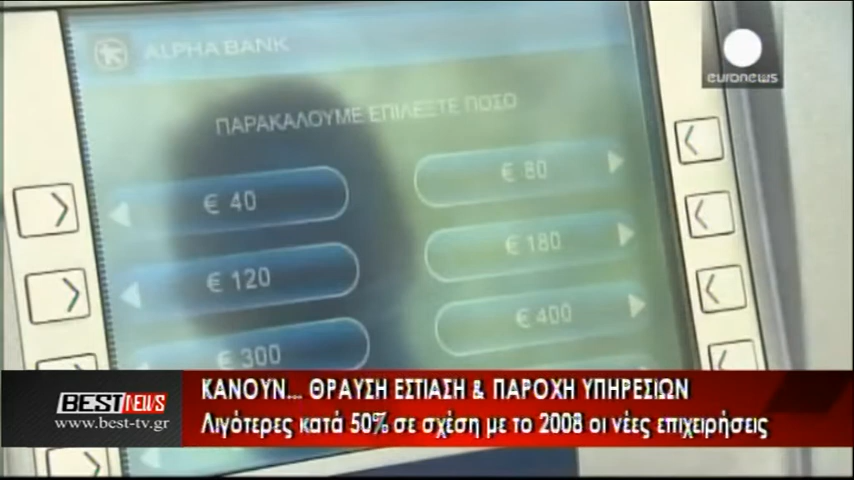 ALPHA BANK
euronews
ΠΑΡΑΚΑΛΟΥΜΕ ΕΠΙΛΕΞΤΕ ΠΟΣΟ
€ 40
€ 80
€ 120
€ 180
€ 300
€ 400
BEST NEWS
www.best-tv.gr
ΚΑΝΟΥΝ... ΘΡΑΥΣΗ ΕΣΤΙΑΣΗ & ΠΑΡΟΧΗ ΥΠΗΡΕΣΙΩΝ
Λιγότερες κατά 50% σε σχέση με το 2008 οι νέες επιχειρήσεις